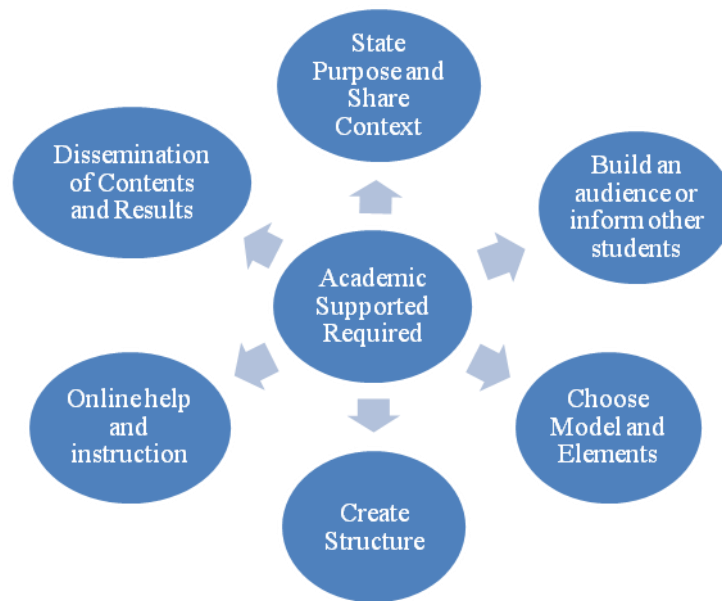 State
Purpose and
Share
Context
Dissemination
of Contents
and Results
Build an
audience or
inform other
students
Academic
Supported
Required
Online help
and
instruction
Choose
Model and
Elements
Create
Structure